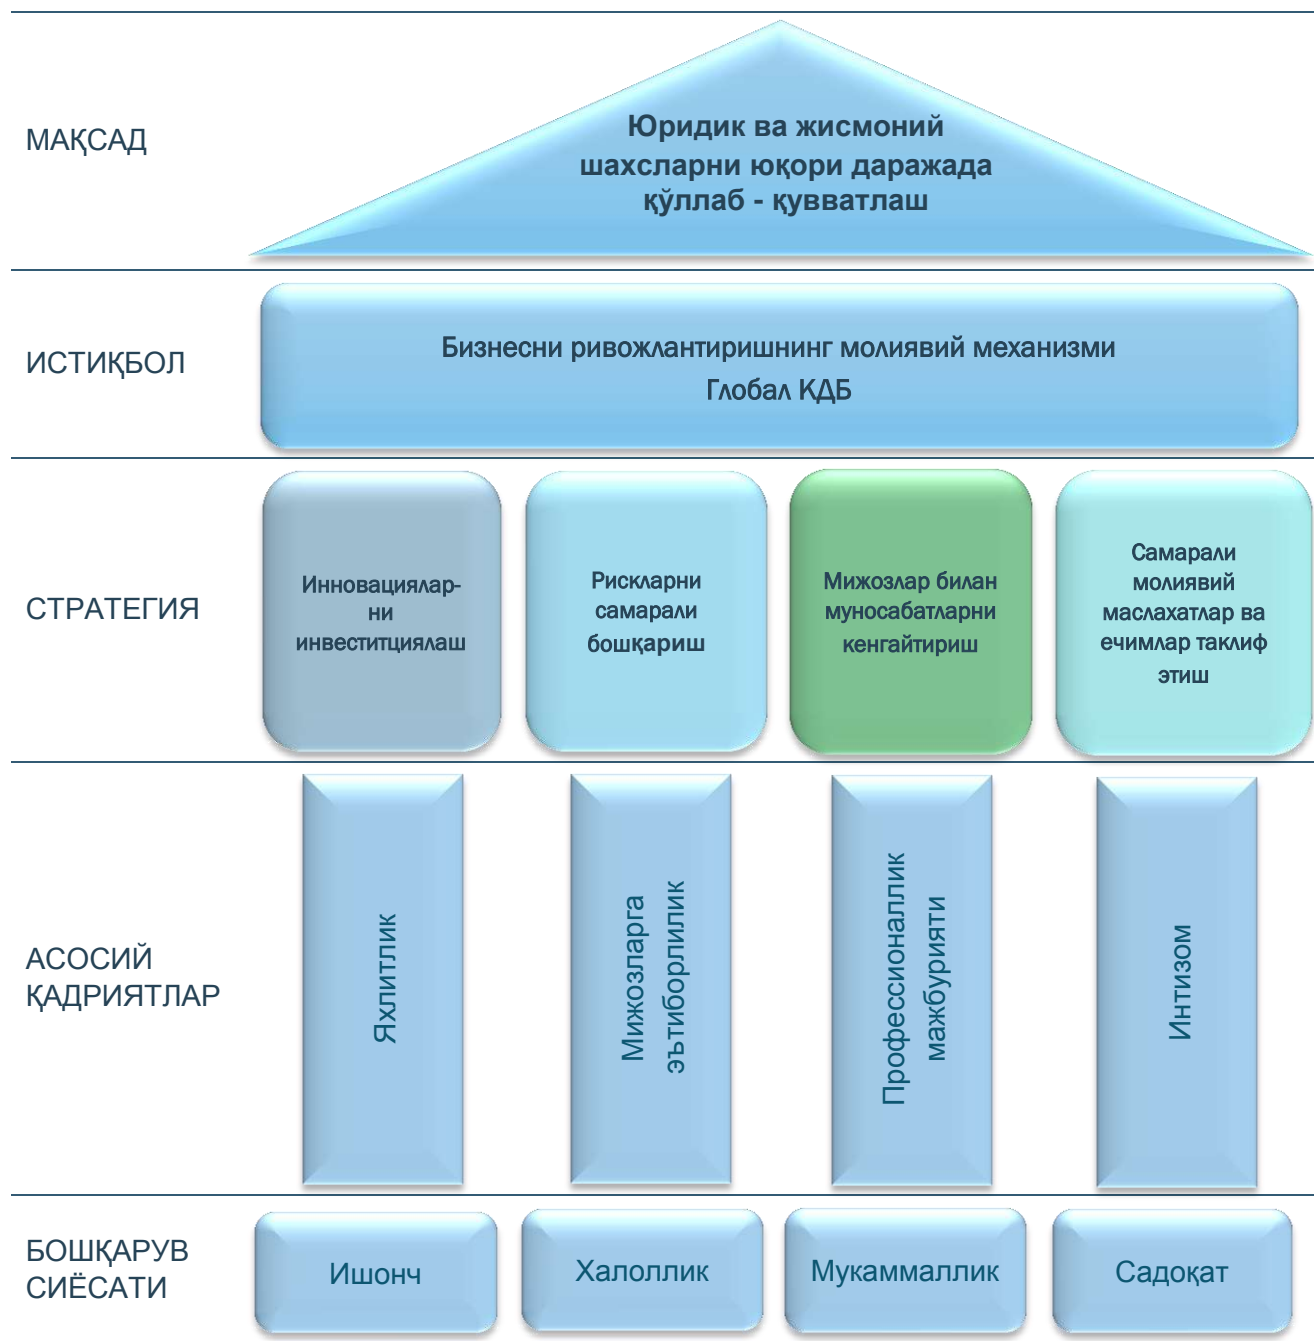 МАҚСАД
Юридик ва жисмоний
шахсларни юқори даражада
қўллаб - қувватлаш
ИСТИҚБОЛ
Бизнесни ривожлантиришнинг молиявий механизми
Глобал КДБ
СТРАТЕГИЯ
Инновациялар-
ни
инвеститциялаш
Рискларни
самарали
бошқариш
Мижозлар билан
муносабатларни
кенгайтириш
Самарали
молиявий
маслахатлар ва
ечимлар таклиф
этиш
АСОСИЙ
ҚАДРИЯТЛАР
Яхлитлик
Мижозларга
эътиборлилик
Профессионаллик
мажбурияти
Интизом
БОШҚАРУВ
СИЁСАТИ
Ишонч
Халоллик
Мукаммаллик
Садоқат